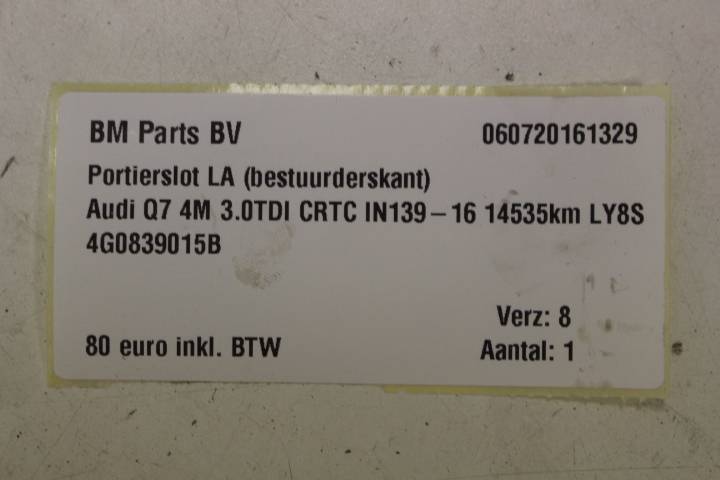 BM Parts BV 060720161329
Portierslot LA (bestuurderskant)
Audi Q7 4M 3.0TDI CRTC IN139-16 14535km LY8S
4G0839015B
Verz: 8
80 euro inkl. BTW Aantal: 1